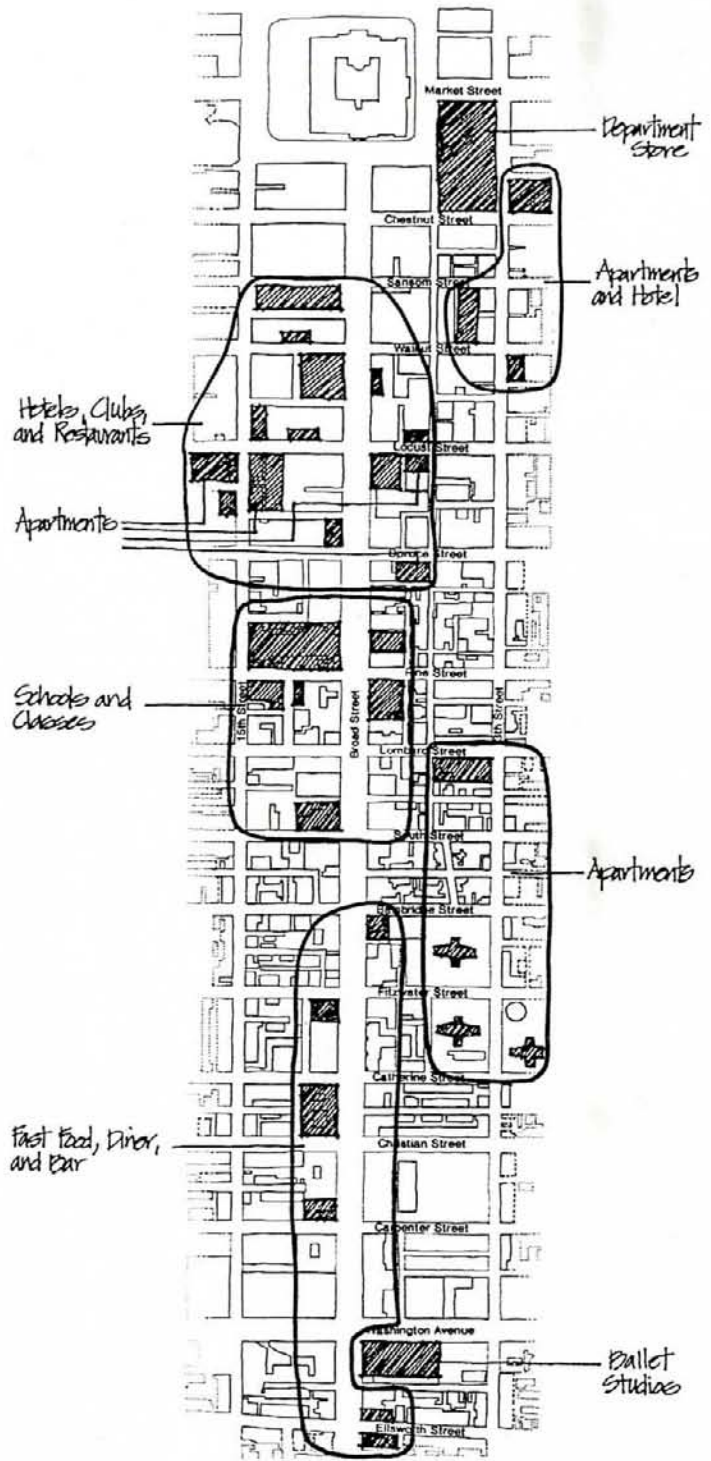 Market Street
Department
Store
Chestnut Street
Sansom Street
Apartments
and Hotel
Walnut Street
Hotels, Clubs,
and Restaurants
Locust Street
Apartments
Spruce Street
Pine Street
Schools and
Classes
15th Street
Broad Street
13th Street
Lombard Street
South Street
Apartments
Bainbridge Street
Fitzwater Street
Catherine Street
Fast Food, Diner,
and Bar
Christian Street
Carpenter Street
Washington Avenue
Ballet
Studios
Ellsworth Street